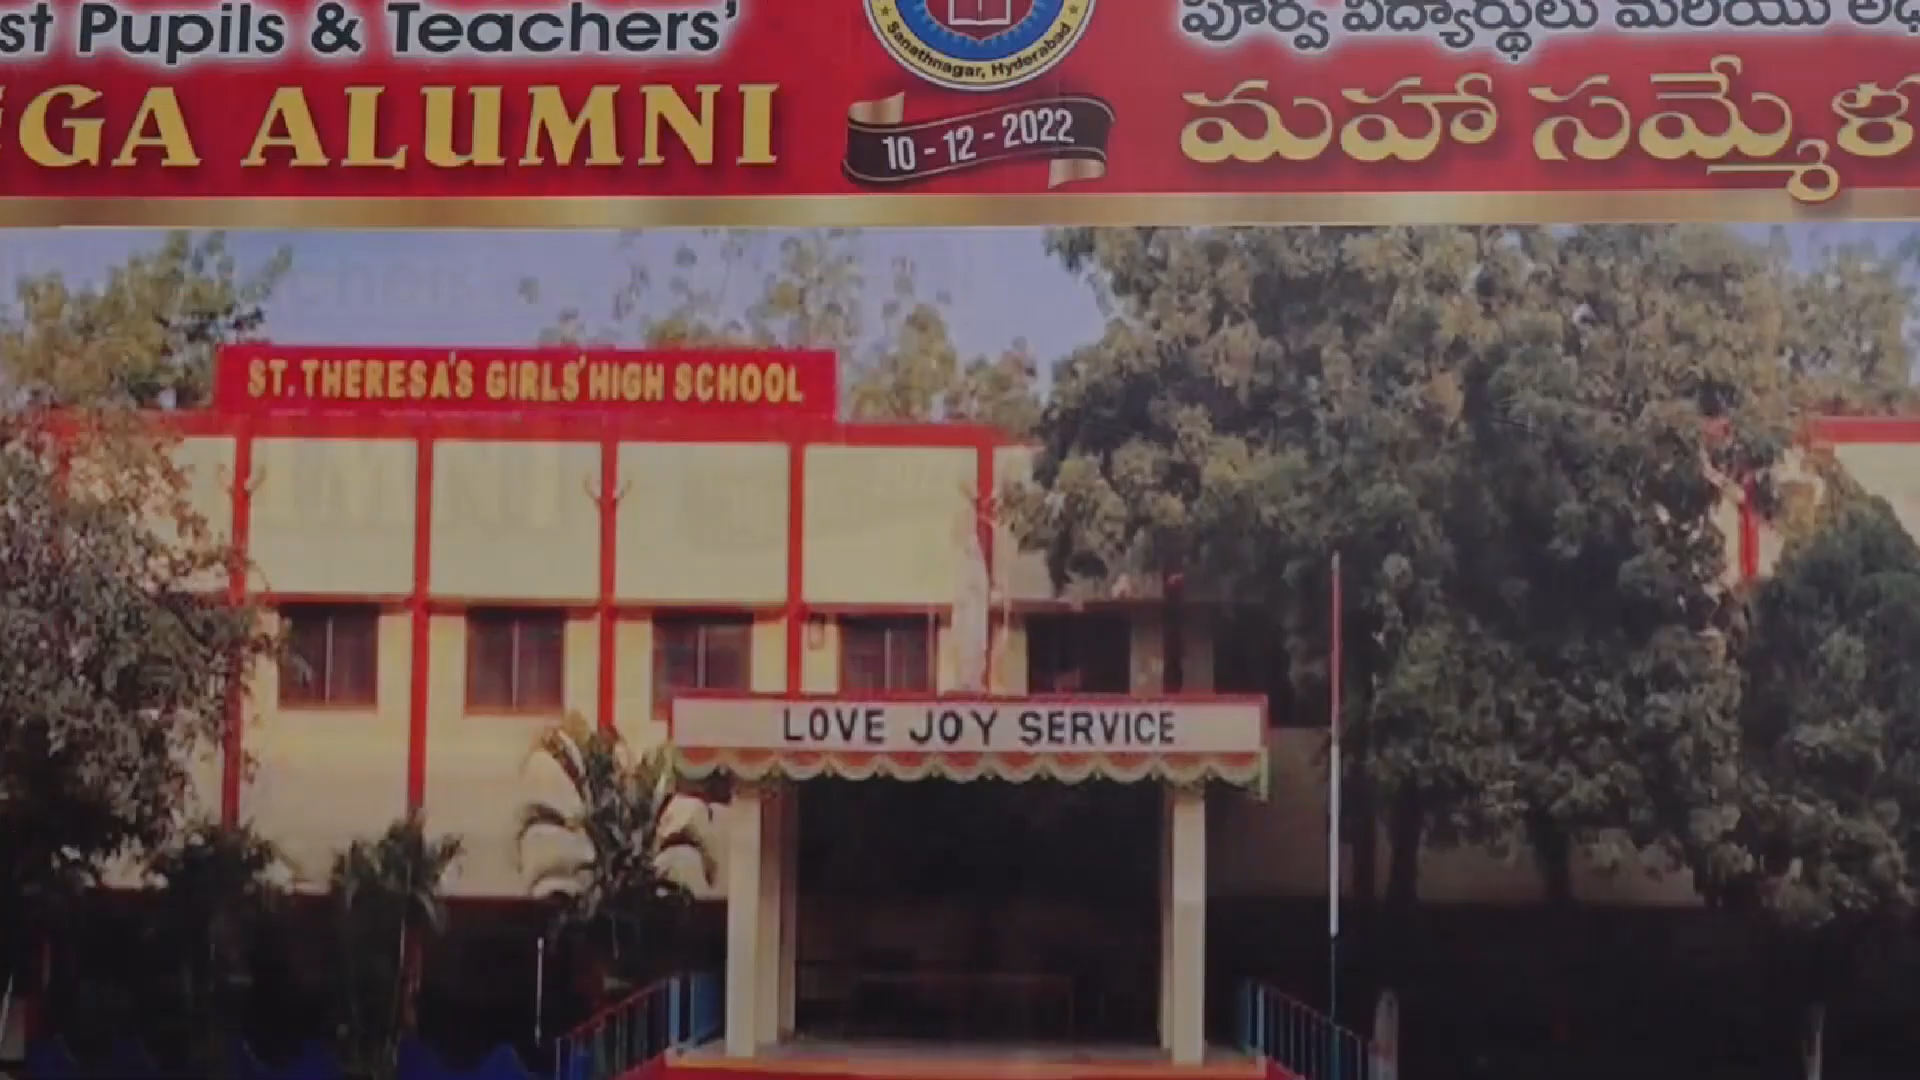 st Pupils & Teachers'
GA ALUMNI
Sanathnagar, Hyderabad
10 - 12 - 2022
పూర్వ విద్యార్థులు మరియు
మహా
ST. THERESA'S GIRLS' HIGH SCHOOL
LOVE JOY SERVICE